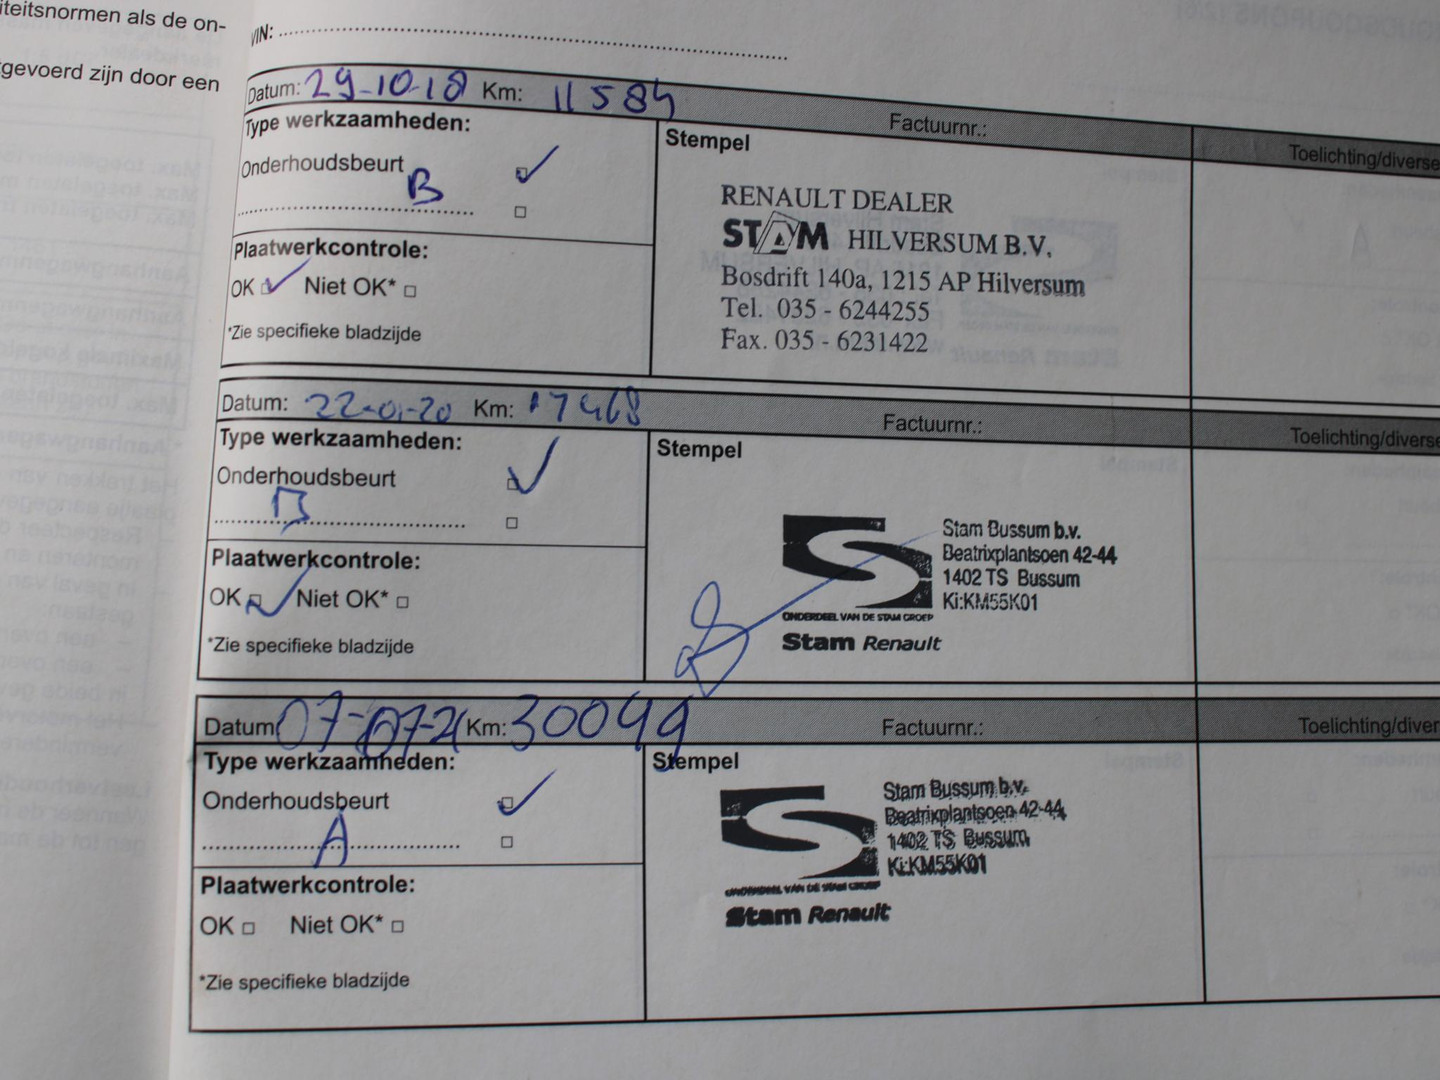 iteitsnormen als de on-
gevoerd zijn door een
VIN:
Datum: 29-10-18 Km: 11584 Factuurnr.: Toelichting/diverse
Type werkzaamheden:
Stempel
Onderhoudsbeurt
B
Plaatwerkcontrole:
OK Niet OK*
*Zie specifieke bladzijde
RENAULT DEALER
STAM HILVERSUM B.V.
Bosdrift 140a, 1215 AP Hilversum
Tel. 035 - 6244255
Fax. 035 - 6231422
Datum: 22-01-20 Km: 17468 Factuurnr.: Toelichting/diverse
Type werkzaamheden:
Stempel
Onderhoudsbeurt
B
Plaatwerkcontrole:
OK Niet OK*
*Zie specifieke bladzijde
Stam Bussum b.v.
Beatrixplantsoen 42-44
1402 TS Bussum
Ki:KM55K01
ONDERDEEL VAN DE STAM GROEP
Stam Renault
Datum 07-07-21 Km: 30049 Factuurnr.: Toelichting/diver
Type werkzaamheden:
Stempel
Onderhoudsbeurt
A
Plaatwerkcontrole:
OK Niet OK*
*Zie specifieke bladzijde
Stam Bussum b.v.
Beatrixplantsoen 42-44
1402 TS Bussum
Ki:KM55K01
ONDERDEEL VAN DE STAM GROEP
Stam Renault